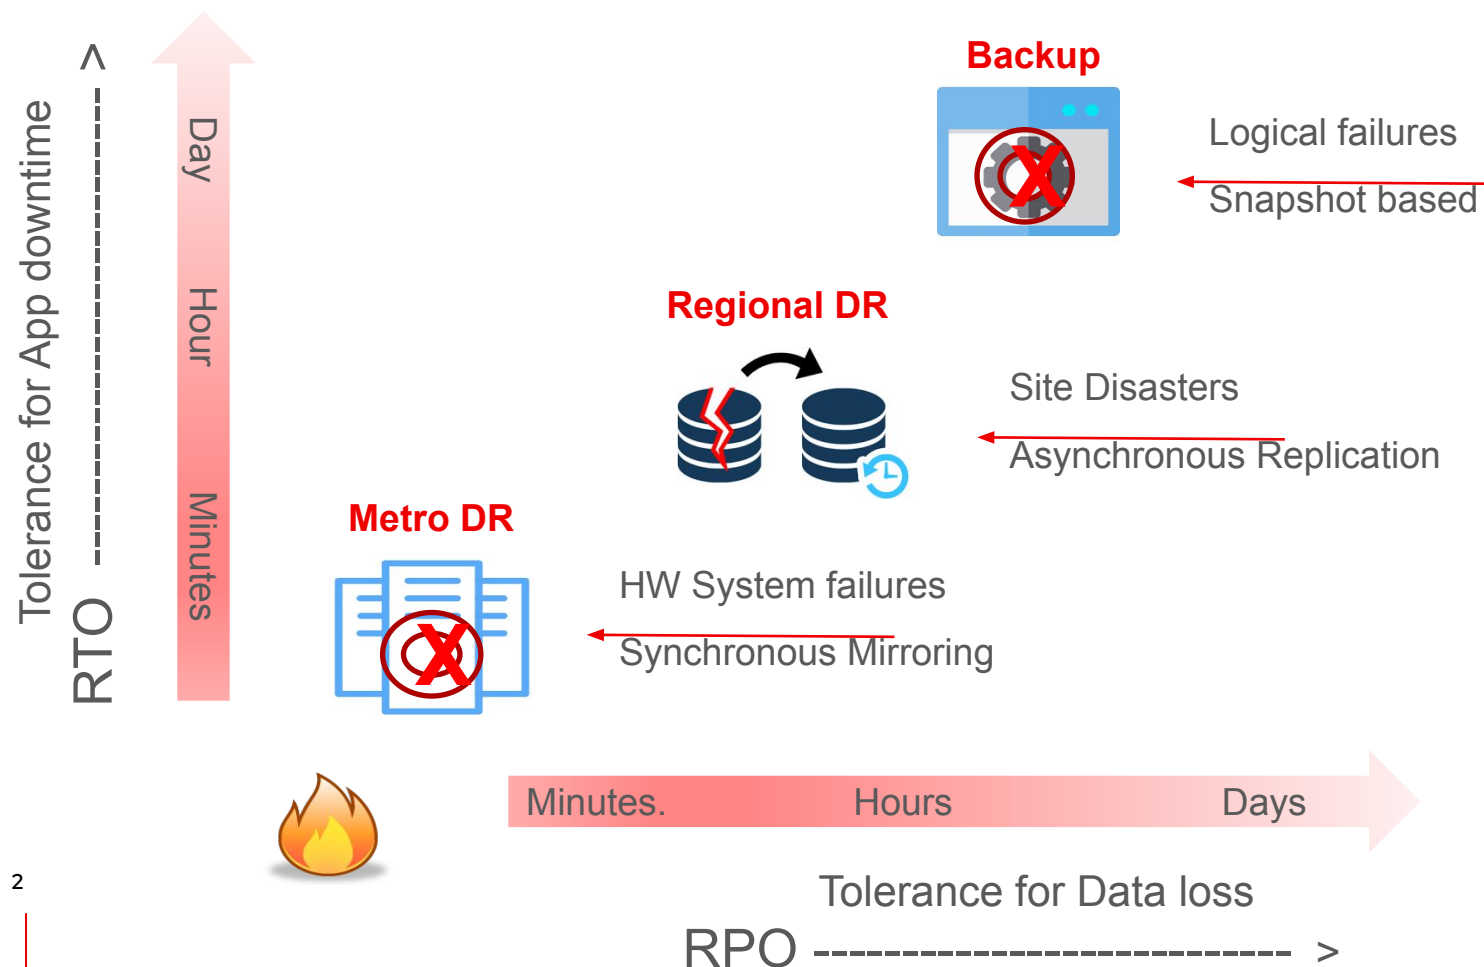 Backup
Logical failures
Snapshot based
Regional DR
Site Disasters
Asynchronous Replication
Metro DR
HW System failures
Synchronous Mirroring
X
X
Tolerance for App downtime
RTO ---------------------------- >
Day
Hour
Minutes
Minutes.
Hours
Days
Tolerance for Data loss
RPO --------------------------- >
2